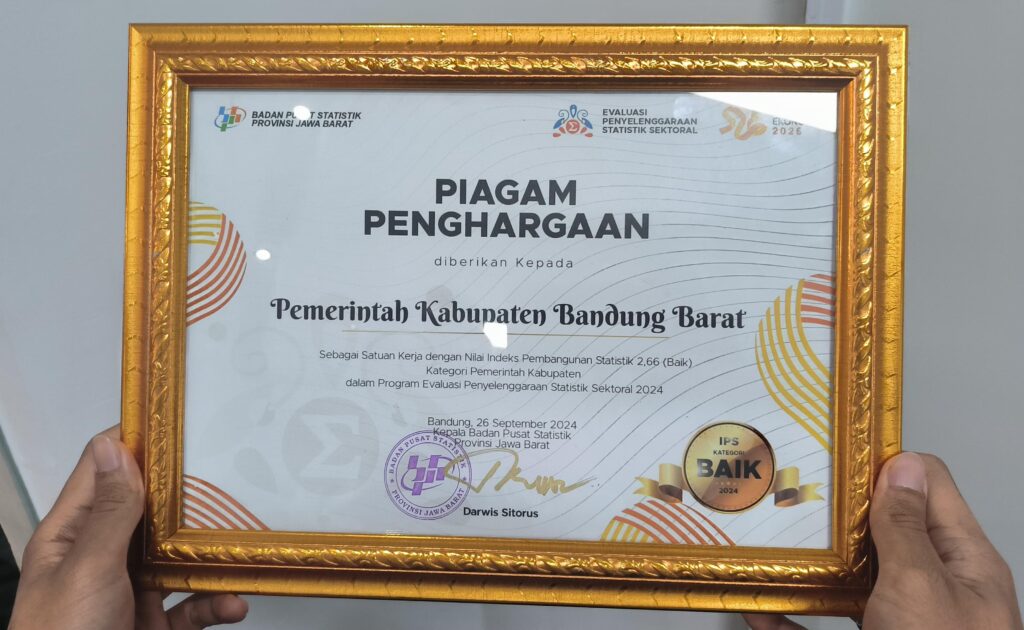 BADAN PUSAT STATISTIK
PROVINSI JAWA BARAT
EVALUASI
PENYELENGGARAAN
STATISTIK SEKTORAL
PIAGAM
PENGHARGAAN
diberikan Kepada
Pemerintah Kabupaten Bandung Barat
Sebagai Satuan Kerja dengan Nilai Indeks Pembangunan Statistik 2,66 (Baik)
Kategori Pemerintah Kabupaten
dalam Program Evaluasi Penyelenggaraan Statistik Sektoral 2024
Bandung, 26 September 2024
Kepala Badan Pusat Statistik
Provinsi Jawa Barat
BADAN PUSAT STATISTIK
PROVINSI JAWA BARAT
Darwis Sitorus
IPS
KATEGORI
BAIK
2024